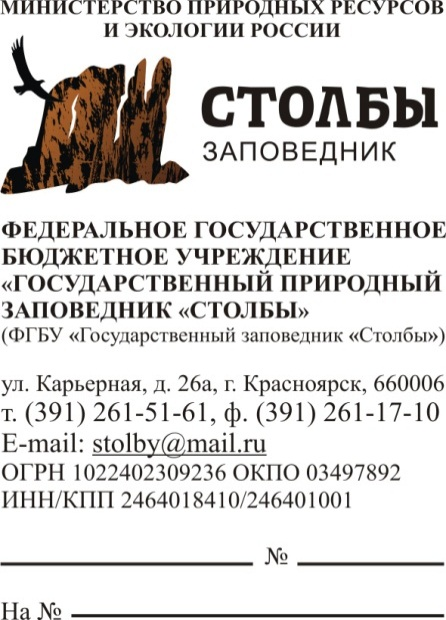 МИНИСТЕРСТВО ПРИРОДНЫХ РЕСУРСОВ
И ЭКОЛОГИИ РОССИИ
СТОЛБЫ
ЗАПОВЕДНИК
ФЕДЕРАЛЬНОЕ ГОСУДАРСТВЕННОЕ
БЮДЖЕТНОЕ УЧРЕЖДЕНИЕ
«ГОСУДАРСТВЕННЫЙ ПРИРОДНЫЙ
ЗАПОВЕДНИК «СТОЛБЫ»
(ФГБУ «Государственный заповедник «Столбы»)
ул. Карьерная, д. 26а, г. Красноярск, 660006
т. (391) 261-51-61, ф. (391) 261-17-10
E-mail: stolby@mail.ru
ОГРН 1022402309236 ОКПО 03497892
ИНН/КПП 2464018410/246401001
№
На №